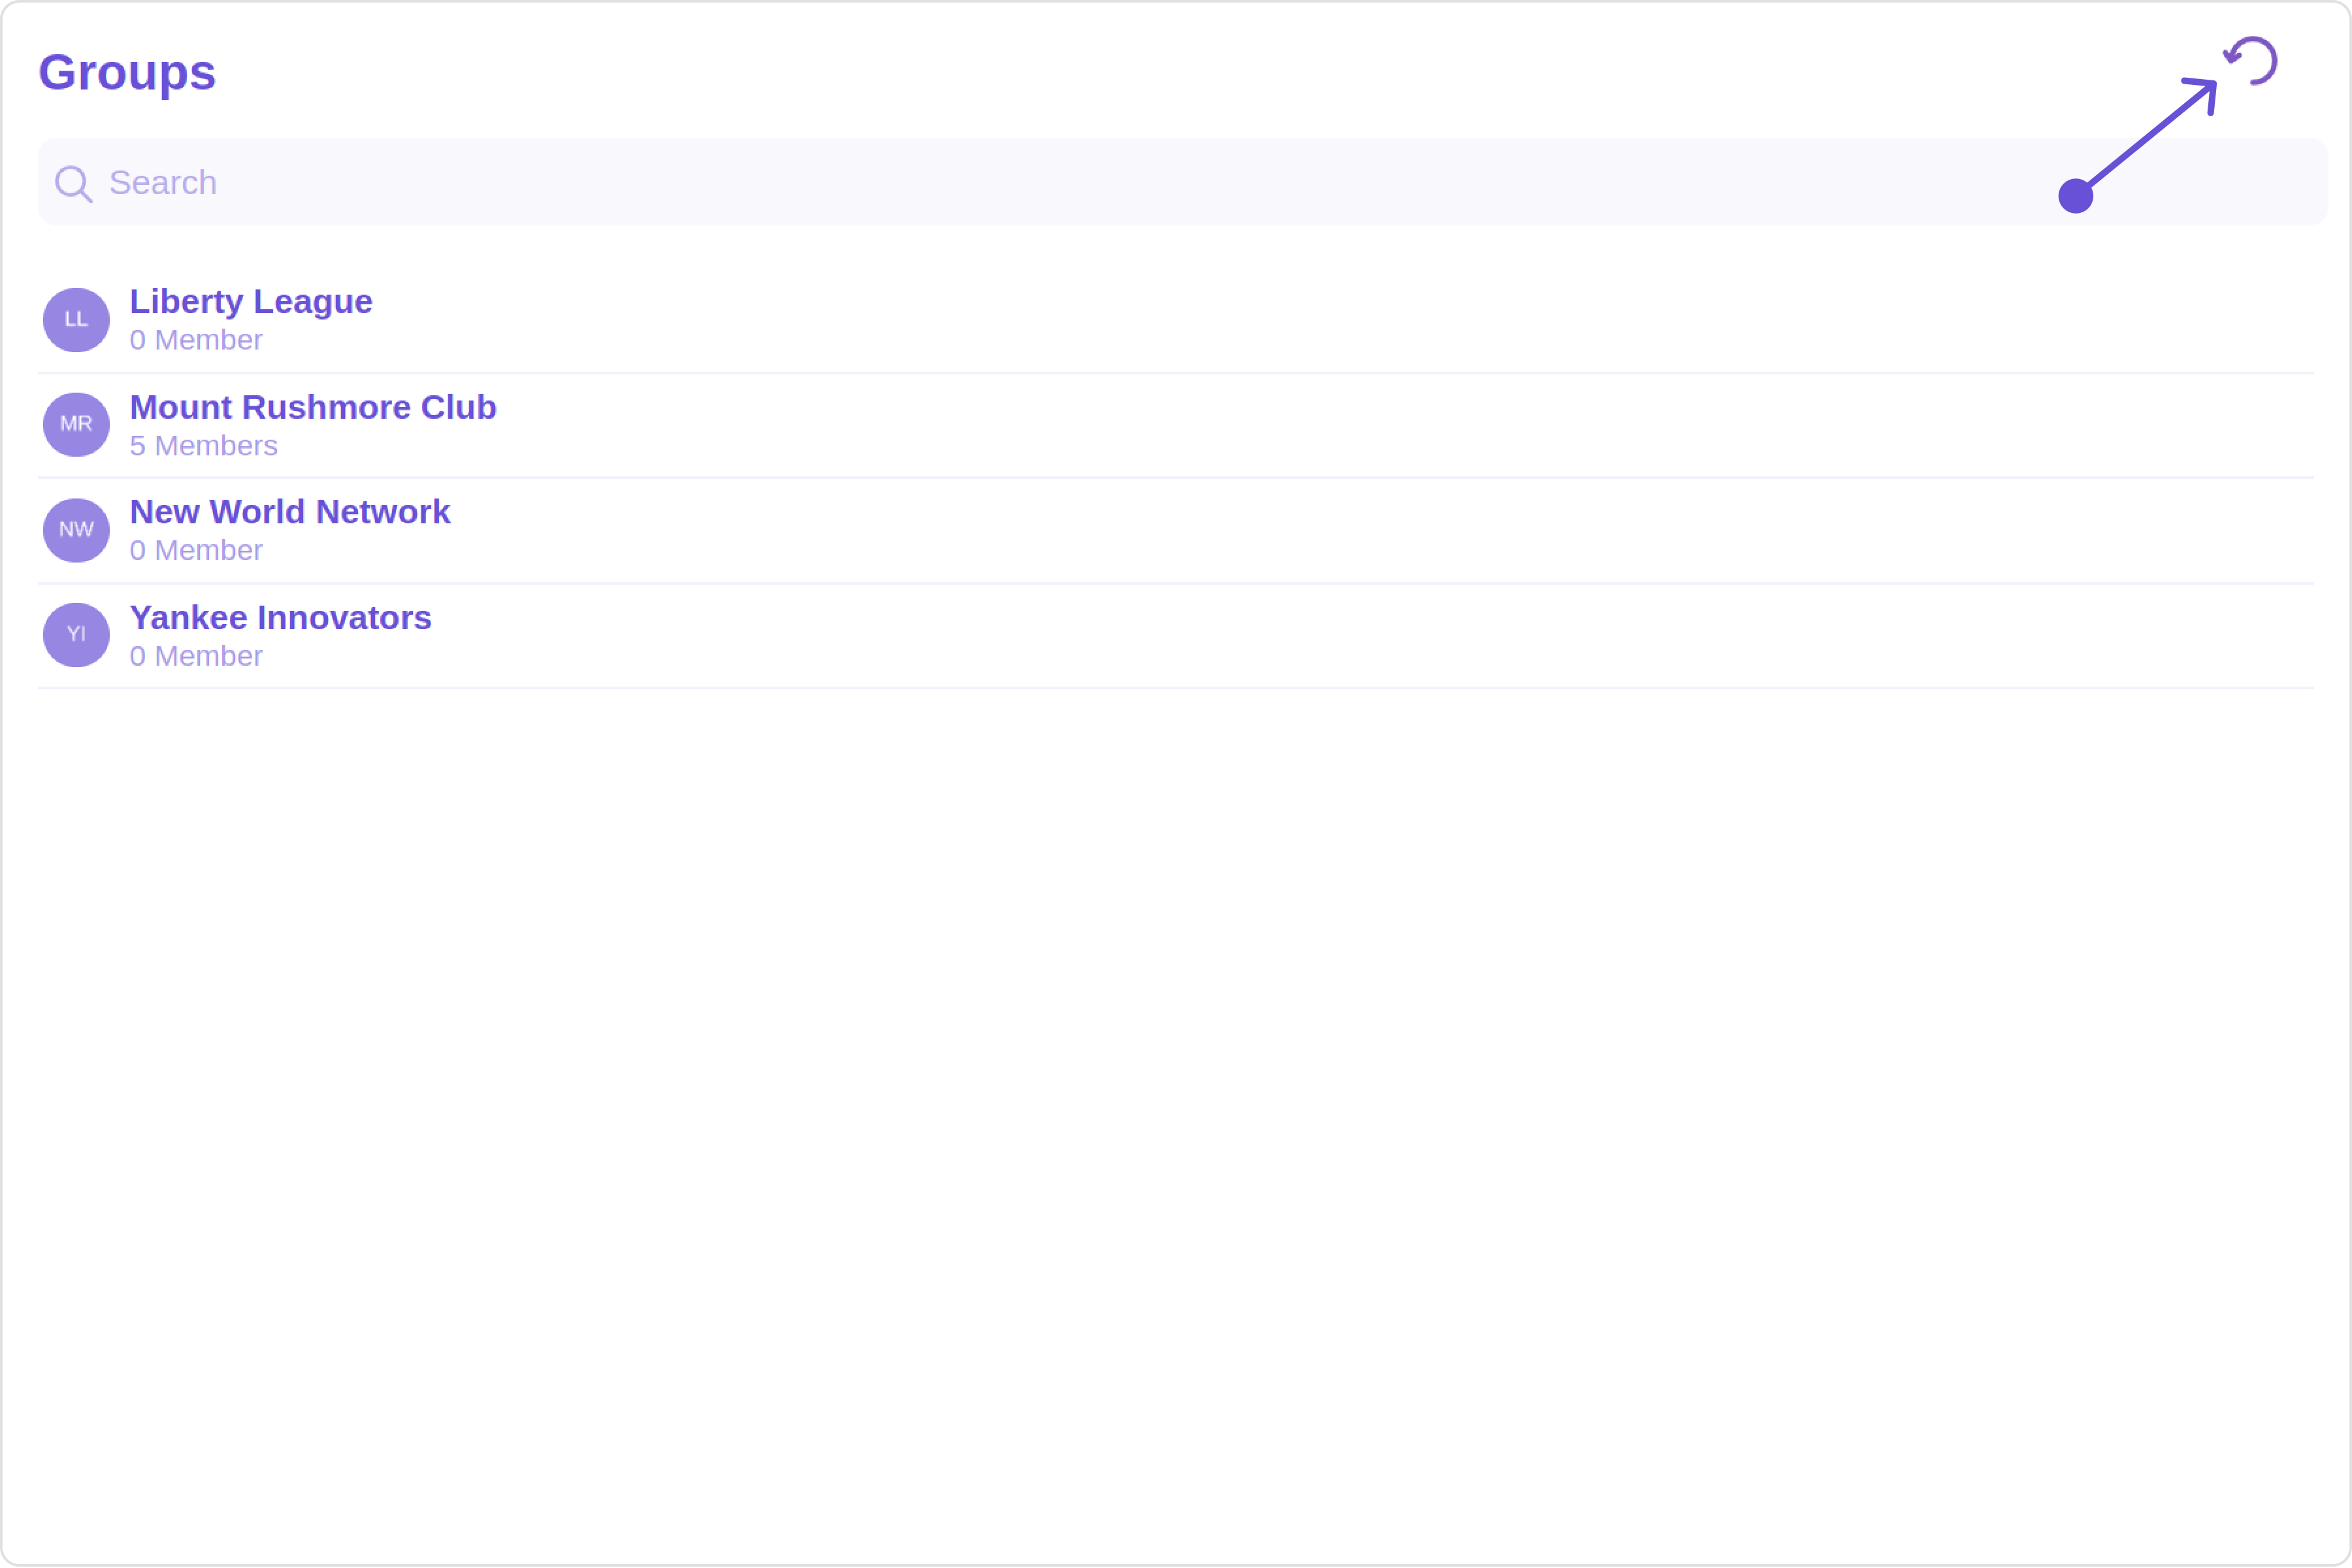 Groups
Search
LL
Liberty League
0 Member
MR
Mount Rushmore Club
5 Members
NW
New World Network
0 Member
YI
Yankee Innovators
0 Member